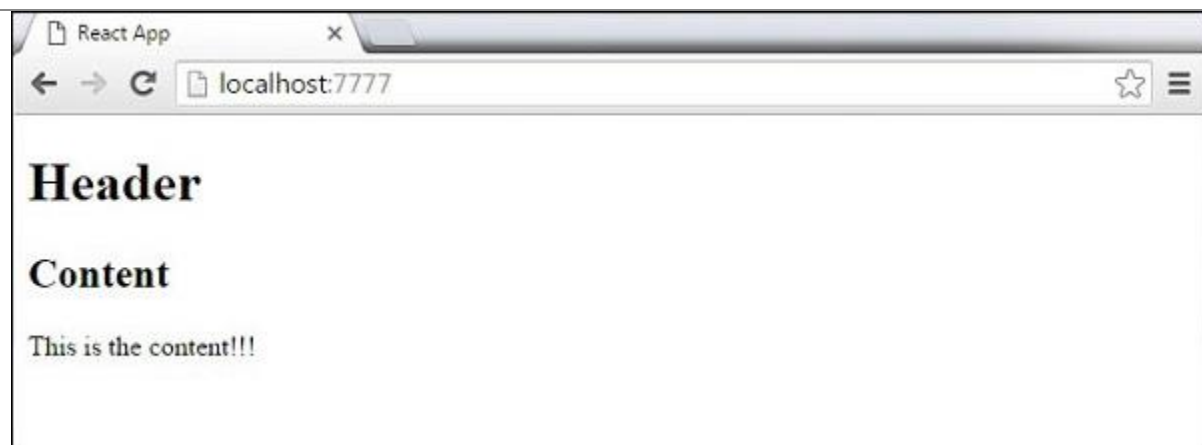 React App
localhost:7777
Header
Content
This is the content!!!